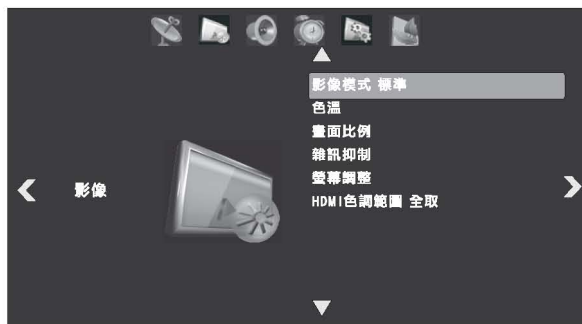 影像模式 標準
色溫
畫面比例
雜訊抑制
螢幕調整
影像
HDMI色調範圍 全取